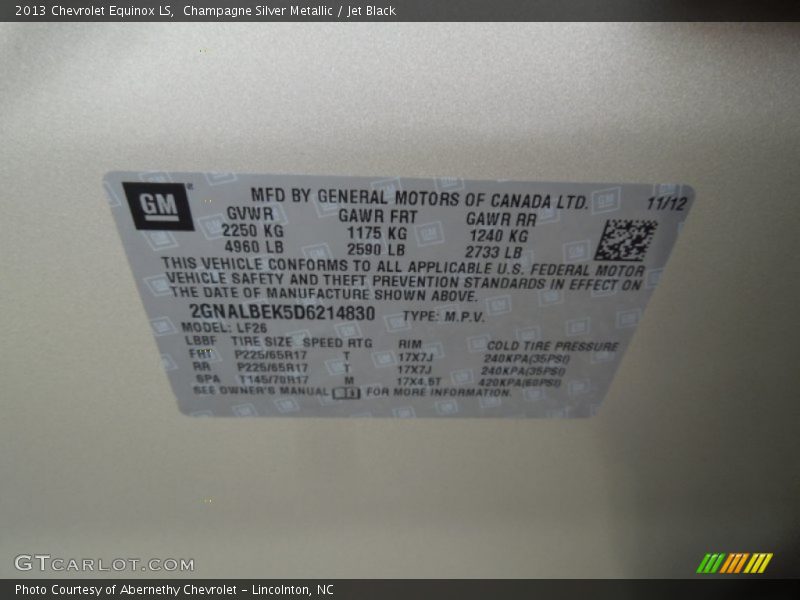 2013 Chevrolet Equinox LS,  Champagne Silver Metallic / Jet Black
GM
MFD BY GENERAL MOTORS OF CANADA LTD.
11/12
GVWR GAWR FRT GAWR RR
2250 KG 1175 KG 1240 KG
4960 LB 2590 LB 2733 LB
THIS VEHICLE CONFORMS TO ALL APPLICABLE U.S. FEDERAL MOTOR
VEHICLE SAFETY AND THEFT PREVENTION STANDARDS IN EFFECT ON
THE DATE OF MANUFACTURE SHOWN ABOVE.
2GNALBEK5D6214830 TYPE: M.P.V.
MODEL: LF26
LBBF TIRE SIZE SPEED RTG RIM COLD TIRE PRESSURE
FRT P225/65R17 T 17X7J 240KPA(35PSI)
RR P225/65R17 T 17X7J 240KPA(35PSI)
SPA T145/70R17 M 17X4.5T 420KPA(60PSI)
SEE OWNER'S MANUAL FOR MORE INFORMATION.
GTCARLOT.COM
Photo Courtesy of Abernethy Chevrolet – Lincolnton, NC